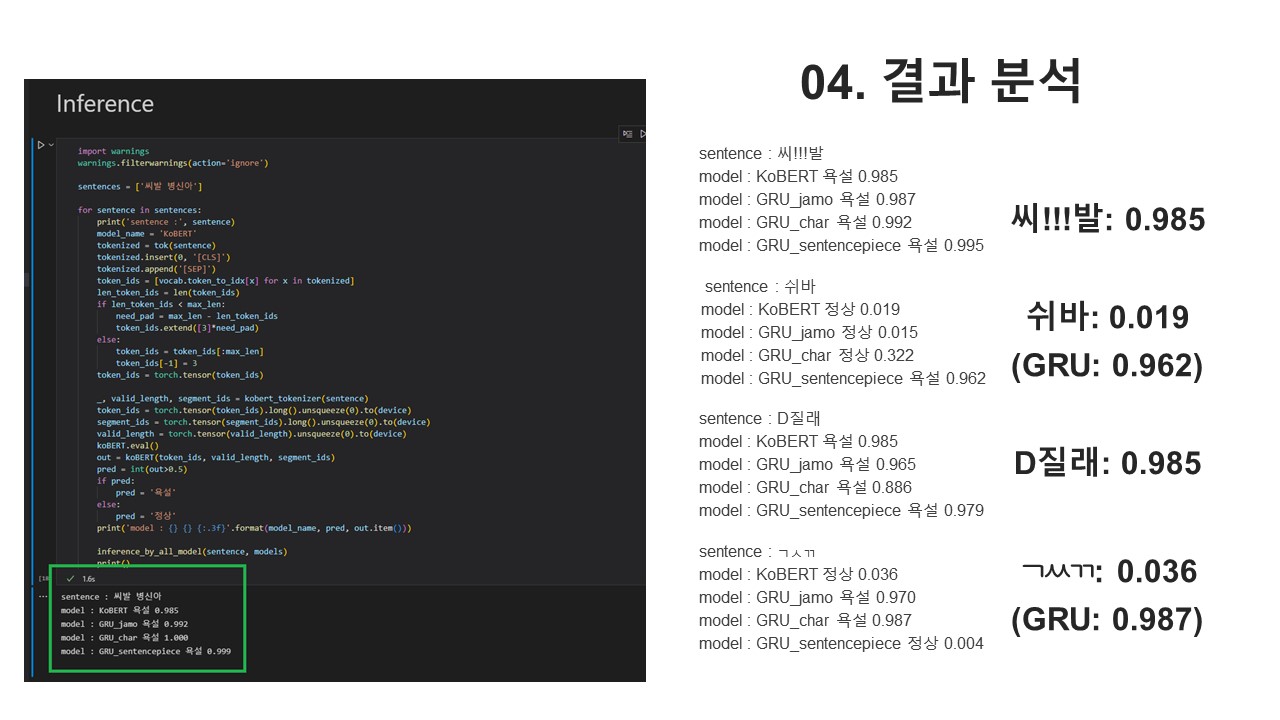 Inference
import warnings
warnings.filterwarnings(action='ignore')
sentences = ['씨발 병신아']
for sentence in sentences:
print('sentence :', sentence)
model_name = 'KoBERT'
tokenized = tok(sentence)
tokenized.insert(0, '[CLS]')
tokenized.append('[SEP]')
token_ids = [vocab.token_to_idx[x] for x in tokenized]
len_token_ids = len(token_ids)
if len_token_ids < max_len:
need_pad = max_len - len_token_ids
token_ids.extend([3]*need_pad)
else:
token_ids = token_ids[:max_len]
token_ids[-1] = 3
token_ids = torch.tensor(token_ids)
_, valid_length, segment_ids = kobert_tokenizer(sentence)
token_ids = torch.tensor(token_ids).long().unsqueeze(0).to(device)
segment_ids = torch.tensor(segment_ids).long().unsqueeze(0).to(device)
valid_length = torch.tensor(valid_length).unsqueeze(0).to(device)
koBERT.eval()
out = koBERT(token_ids, valid_length, segment_ids)
pred = int(out>0.5)
if pred:
pred = '욕설'
else:
pred = '정상'
print('model : {} {} {:.3f}'.format(model_name, pred, out.item()))
inference_by_all_model(sentence, models)
print()
1.6s
sentence : 씨발 병신아
model : KoBERT 욕설 0.985
model : GRU_jamo 욕설 0.992
model : GRU_char 욕설 1.000
model : GRU_sentencepiece 욕설 0.999
04. 결과 분석
sentence : 씨!!!발
model : KoBERT 욕설 0.985
model : GRU_jamo 욕설 0.987
model : GRU_char 욕설 0.992
model : GRU_sentencepiece 욕설 0.995
씨!!!발: 0.985
sentence : 쉬바
model : KoBERT 정상 0.019
model : GRU_jamo 정상 0.015
model : GRU_char 정상 0.322
model : GRU_sentencepiece 욕설 0.962
쉬바: 0.019
(GRU: 0.962)
sentence : D질래
model : KoBERT 욕설 0.985
model : GRU_jamo 욕설 0.965
model : GRU_char 욕설 0.886
model : GRU_sentencepiece 욕설 0.979
D질래: 0.985
sentence : ㄱㅅㄲ
model : KoBERT 정상 0.036
model : GRU_jamo 욕설 0.970
model : GRU_char 욕설 0.987
model : GRU_sentencepiece 정상 0.004
ㄱㅆㄲ: 0.036
(GRU: 0.987)